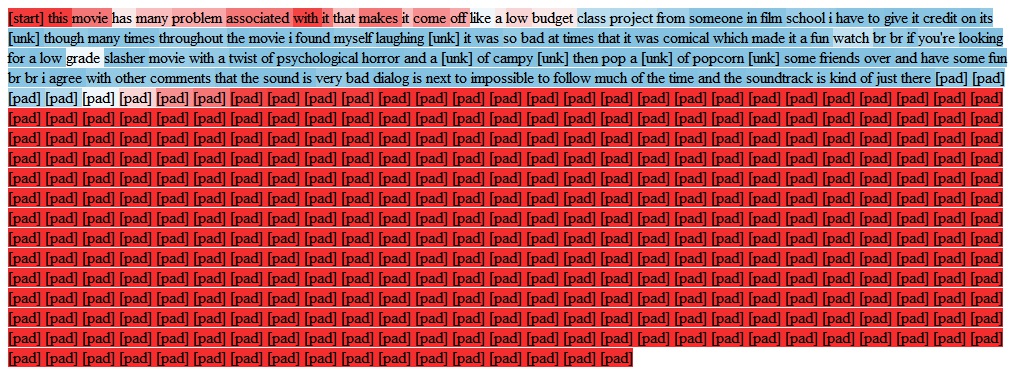 [start] this movie has many problem associated with it that makes it come off like a low budget class project from someone in film school i have to give it credit on its
[unk] though many times throughout the movie i found myself laughing [unk] it was so bad at times that it was comical which made it a fun watch br br if you're looking
for a low grade slasher movie with a twist of psychological horror and a [unk] of campy [unk] then pop a [unk] of popcorn [unk] some friends over and have some fun
br br i agree with other comments that the sound is very bad dialog is next to impossible to follow much of the time and the soundtrack is kind of just there [pad] [pad]
[pad] [pad] [pad] [pad] [pad] [pad] [pad] [pad] [pad] [pad] [pad] [pad] [pad] [pad] [pad] [pad] [pad] [pad] [pad] [pad] [pad] [pad] [pad] [pad] [pad] [pad] [pad]
[pad] [pad] [pad] [pad] [pad] [pad] [pad] [pad] [pad] [pad] [pad] [pad] [pad] [pad] [pad] [pad] [pad] [pad] [pad] [pad] [pad] [pad] [pad] [pad] [pad] [pad] [pad]
[pad] [pad] [pad] [pad] [pad] [pad] [pad] [pad] [pad] [pad] [pad] [pad] [pad] [pad] [pad] [pad] [pad] [pad] [pad] [pad] [pad] [pad] [pad] [pad] [pad] [pad] [pad]
[pad] [pad] [pad] [pad] [pad] [pad] [pad] [pad] [pad] [pad] [pad] [pad] [pad] [pad] [pad] [pad] [pad] [pad] [pad] [pad] [pad] [pad] [pad] [pad] [pad] [pad] [pad]
[pad] [pad] [pad] [pad] [pad] [pad] [pad] [pad] [pad] [pad] [pad] [pad] [pad] [pad] [pad] [pad] [pad] [pad] [pad] [pad] [pad] [pad] [pad] [pad] [pad] [pad] [pad]
[pad] [pad] [pad] [pad] [pad] [pad] [pad] [pad] [pad] [pad] [pad] [pad] [pad] [pad] [pad] [pad] [pad] [pad] [pad] [pad] [pad] [pad] [pad] [pad] [pad] [pad] [pad]
[pad] [pad] [pad] [pad] [pad] [pad] [pad] [pad] [pad] [pad] [pad] [pad] [pad] [pad] [pad] [pad] [pad] [pad] [pad] [pad] [pad] [pad] [pad] [pad] [pad] [pad] [pad]
[pad] [pad] [pad] [pad] [pad] [pad] [pad] [pad] [pad] [pad] [pad] [pad] [pad] [pad] [pad] [pad] [pad] [pad] [pad] [pad] [pad] [pad] [pad] [pad] [pad] [pad] [pad]
[pad] [pad] [pad] [pad] [pad] [pad] [pad] [pad] [pad] [pad] [pad] [pad] [pad] [pad] [pad] [pad] [pad] [pad] [pad] [pad] [pad] [pad] [pad] [pad] [pad] [pad] [pad]
[pad] [pad] [pad] [pad] [pad] [pad] [pad] [pad] [pad] [pad] [pad] [pad] [pad] [pad] [pad] [pad] [pad] [pad] [pad] [pad] [pad] [pad] [pad] [pad] [pad] [pad] [pad]
[pad] [pad] [pad] [pad] [pad] [pad] [pad] [pad] [pad] [pad] [pad] [pad] [pad] [pad] [pad] [pad] [pad] [pad] [pad] [pad] [pad] [pad] [pad] [pad] [pad] [pad] [pad]
[pad] [pad] [pad] [pad] [pad] [pad] [pad] [pad] [pad] [pad] [pad] [pad] [pad] [pad] [pad] [pad] [pad] [pad] [pad] [pad] [pad] [pad] [pad] [pad] [pad] [pad] [pad]
[pad] [pad] [pad] [pad] [pad] [pad] [pad] [pad] [pad] [pad] [pad] [pad] [pad] [pad] [pad] [pad] [pad] [pad] [pad] [pad] [pad] [pad] [pad] [pad] [pad] [pad] [pad]
[pad] [pad] [pad] [pad] [pad] [pad] [pad] [pad] [pad] [pad] [pad] [pad] [pad] [pad] [pad] [pad] [pad]